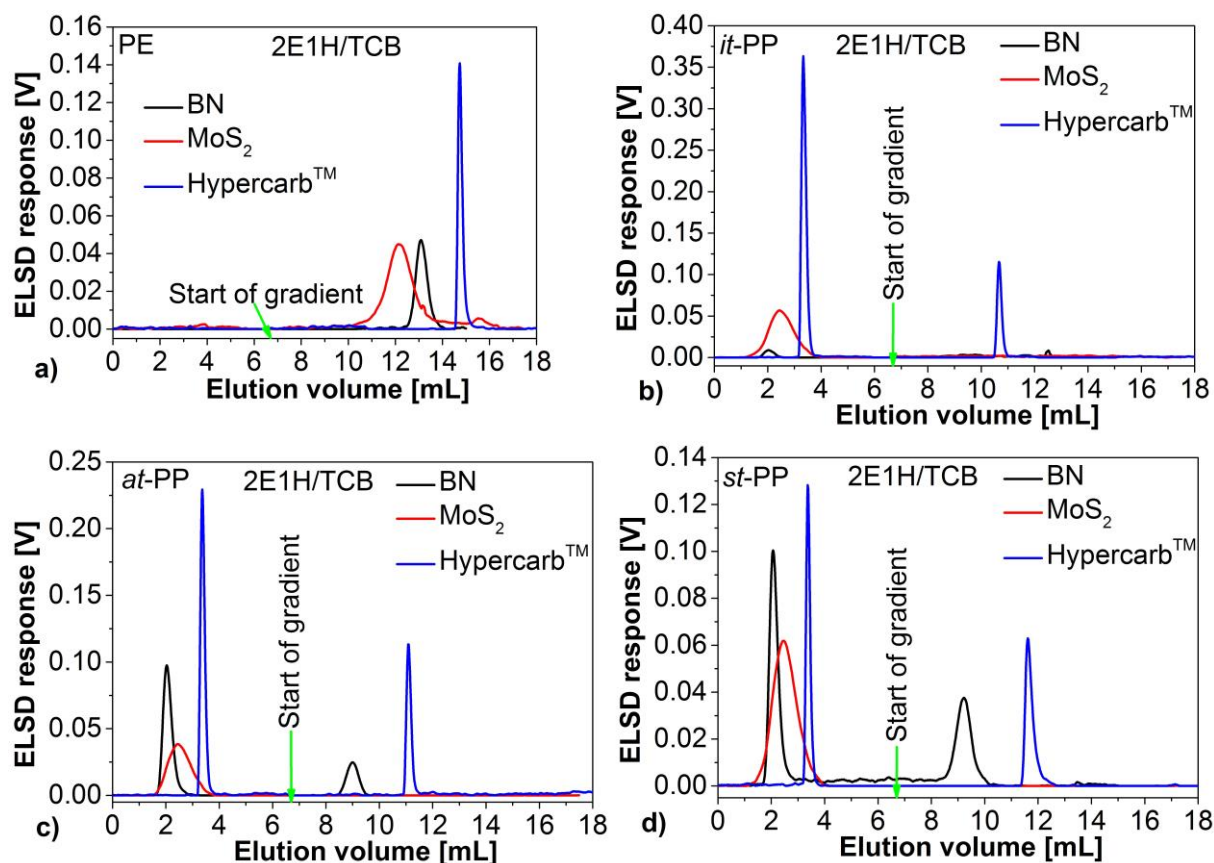 PE 2E1H/TCB
BN
MoS₂
Hypercarb™
Start of gradient
ELSD response [V]
0.16
0.14
0.12
0.10
0.08
0.06
0.04
0.02
0.00
0 2 4 6 8 10 12 14 16 18
Elution volume [mL]
a)
it-PP 2E1H/TCB
BN
MoS₂
Hypercarb™
Start of gradient
ELSD response [V]
0.40
0.35
0.30
0.25
0.20
0.15
0.10
0.05
0.00
0 2 4 6 8 10 12 14 16 18
Elution volume [mL]
b)
at-PP 2E1H/TCB
BN
MoS₂
Hypercarb™
Start of gradient
ELSD response [V]
0.25
0.20
0.15
0.10
0.05
0.00
0 2 4 6 8 10 12 14 16 18
Elution volume [mL]
c)
st-PP 2E1H/TCB
BN
MoS₂
Hypercarb™
Start of gradient
ELSD response [V]
0.14
0.12
0.10
0.08
0.06
0.04
0.02
0.00
0 2 4 6 8 10 12 14 16 18
Elution volume [mL]
d)